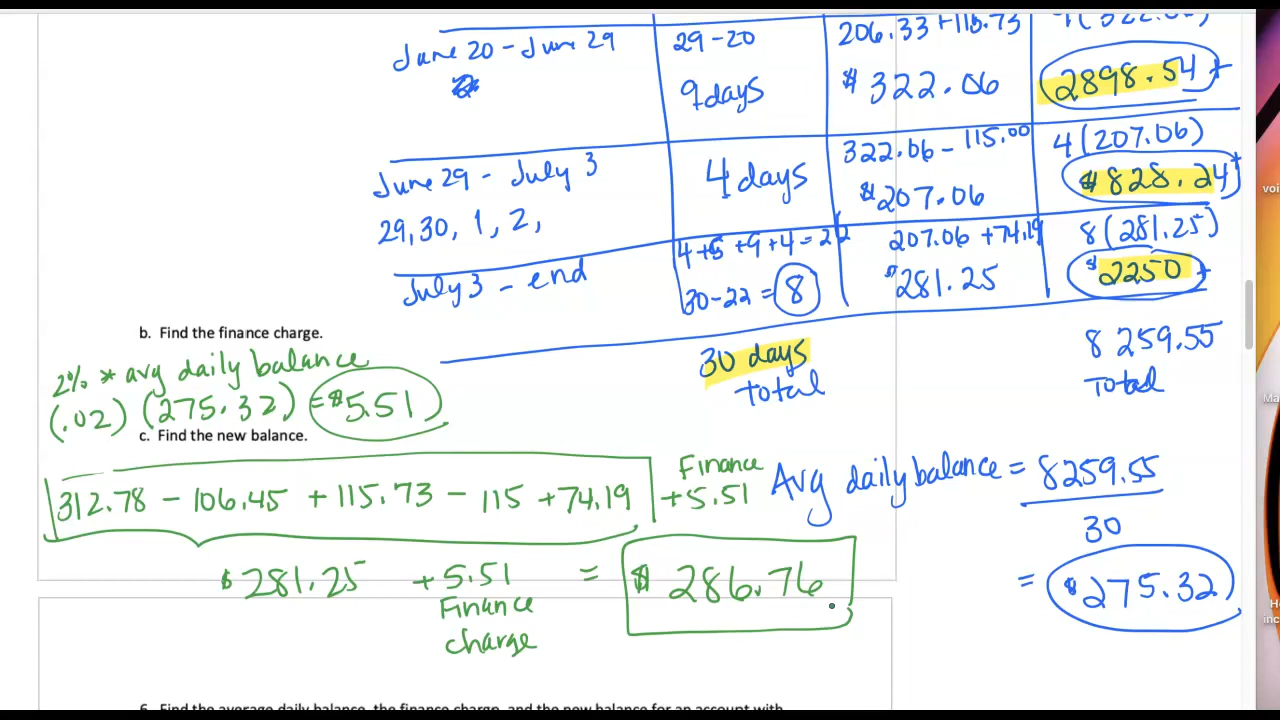 June 20 - June 29
29-20
9days
206.33 +115.73
$322.06
2898.54 +
June 29 - July 3
29, 30, 1, 2,
4 days
322.06 - 115.00
$207.06
4(207.06)
$828.24 +
July 3 - end
4+5+9+4=22
30-22 = 8
207.06 +74.19
$281.25
8(281.25)
$2250 +
30 days
Total
8259.55
Total
b. Find the finance charge.
2% * avg daily balance
(.02) (275.32) = $5.51
c. Find the new balance.
312.78 - 106.45 + 115.73 - 115 + 74.19
Finance
+5.51
$281.25 + 5.51 = $286.76
Finance
charge
Avg daily balance = 8259.55
30
= $275.32